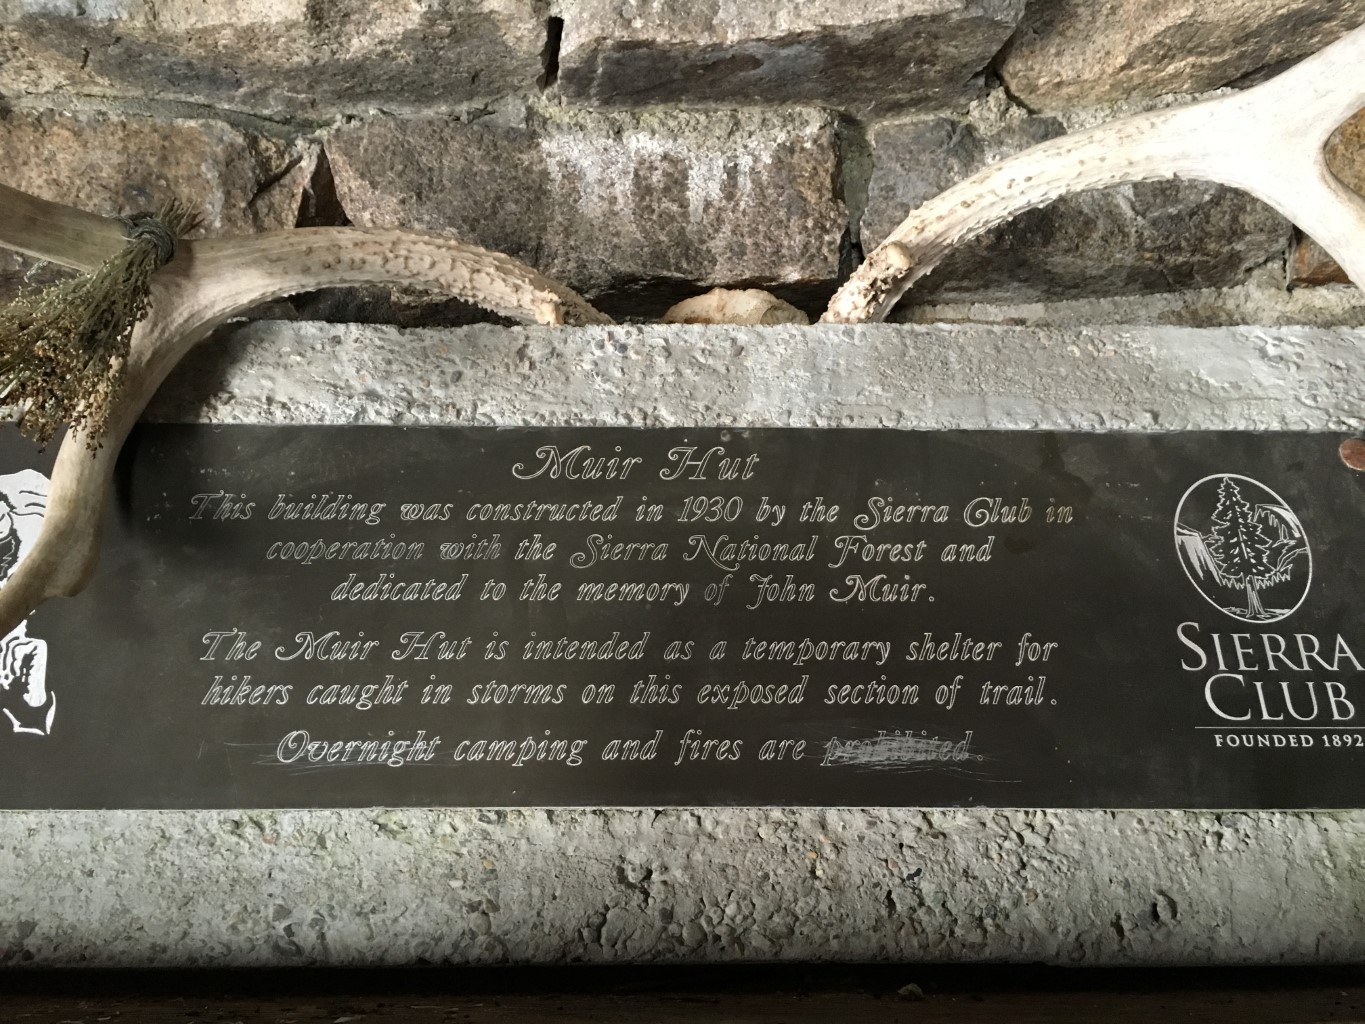 Muir Hut
This building was constructed in 1930 by the Sierra Club in
cooperation with the Sierra National Forest and
dedicated to the memory of John Muir.
The Muir Hut is intended as a temporary shelter for
hikers caught in storms on this exposed section of trail.
Overnight camping and fires are prohibited.
SIERRA
CLUB
FOUNDED 1892